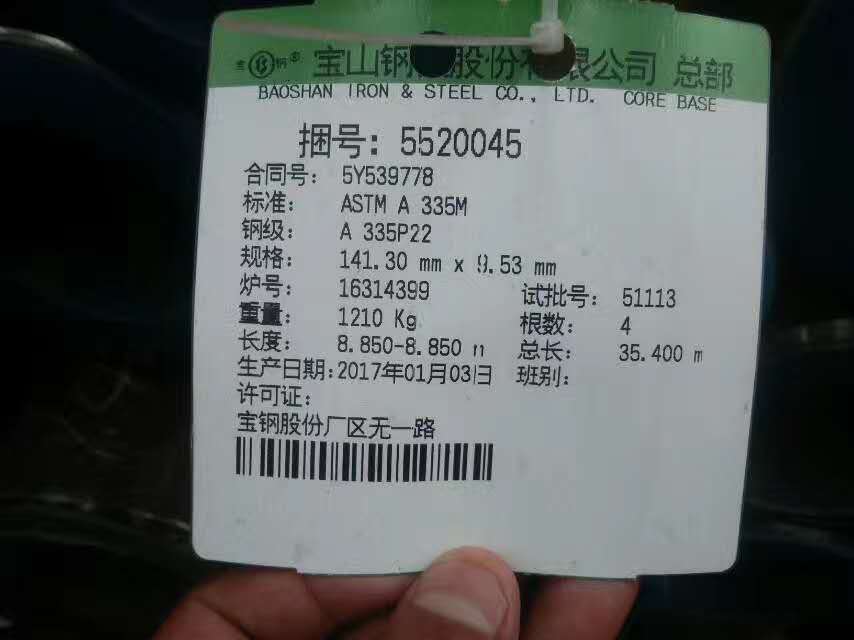 宝钢® 宝山钢 股份有限公司 总部
BAOSHAN IRON & STEEL CO., LTD. CORE BASE
捆号: 5520045
合同号: 5Y539778
标准: ASTM A 335M
钢级: A 335P22
规格: 141.30 mm x 9.53 mm
炉号: 16314399 试批号: 51113
重量: 1210 Kg 根数: 4
长度: 8.850-8.850 m 总长: 35.400 m
生产日期:2017年01月03日 班别:
许可证:
宝钢股份厂区无一路